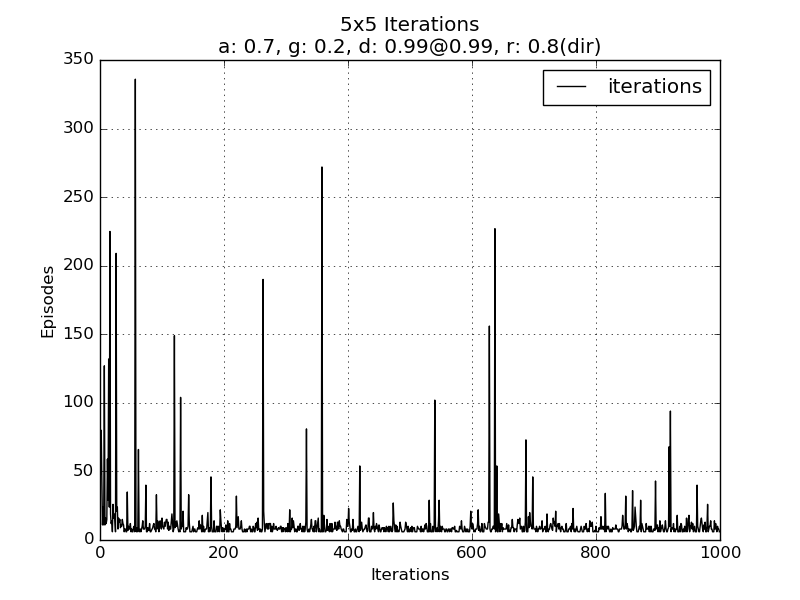 5x5 Iterations
a: 0.7, g: 0.2, d: 0.99@0.99, r: 0.8(dir)
iterations
350
300
250
200
150
100
50
0
Episodes
0 200 400 600 800 1000
Iterations